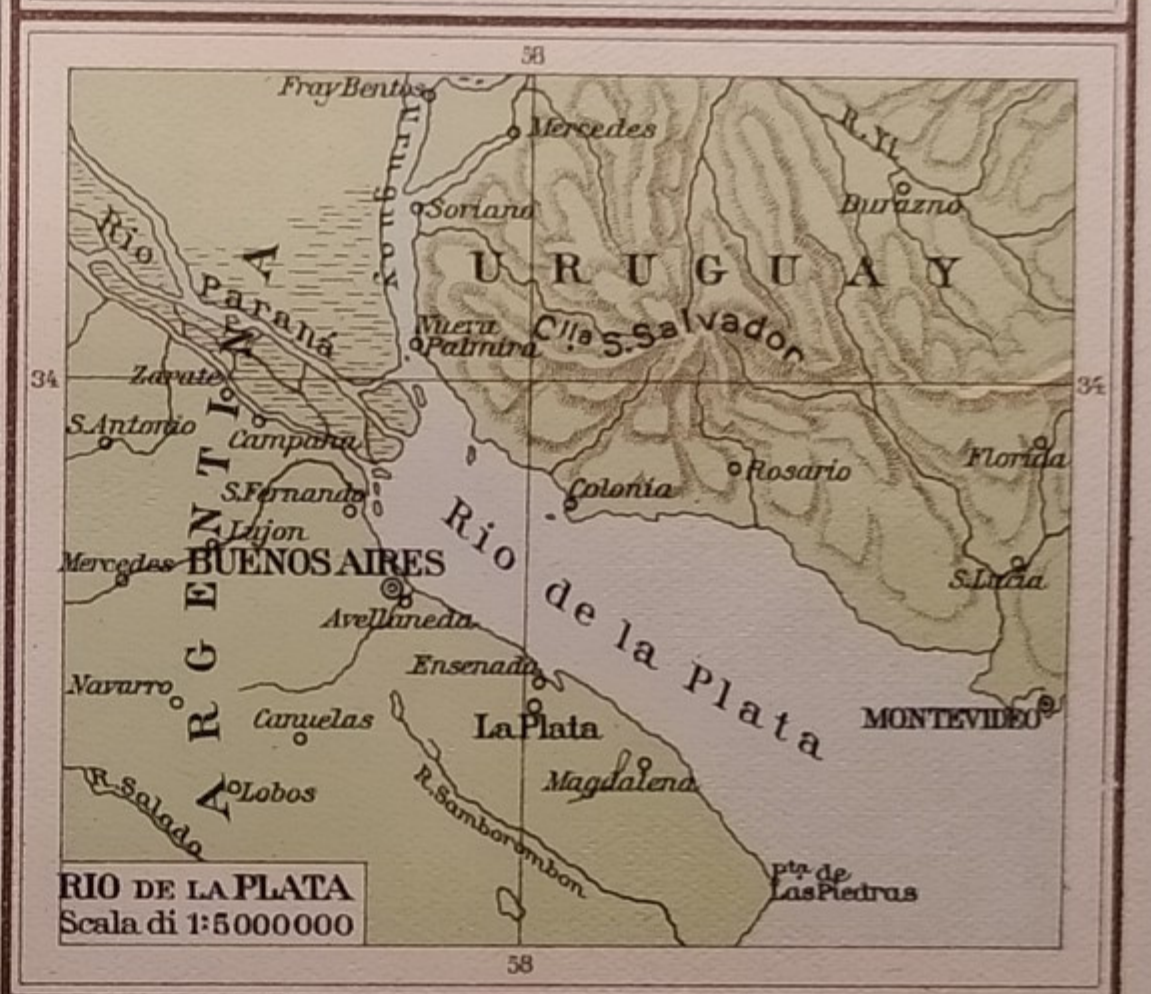 58
Fray Bentos
Mercedes
R. Yi
Durazno
Uruguay
Soriano
Rio Paraná
URUGUAY
Nueva
Palmira
Clla S. Salvador
34
34
Zarate
S. Antonio
Campana
ARGENTINA
Florida
Rosario
Colonia
S. Fernando
Lujon
Mercedes
BUENOS AIRES
Rio de la Plata
S. Lucia
Avellaneda
Ensenada
Navarro
Canuelas
La Plata
MONTEVIDEO
Magdalena
R. Salado
Lobos
R. Samborombon
Pta. de
Las Piedras
RIO DE LA PLATA
Scala di 1:5000000
58